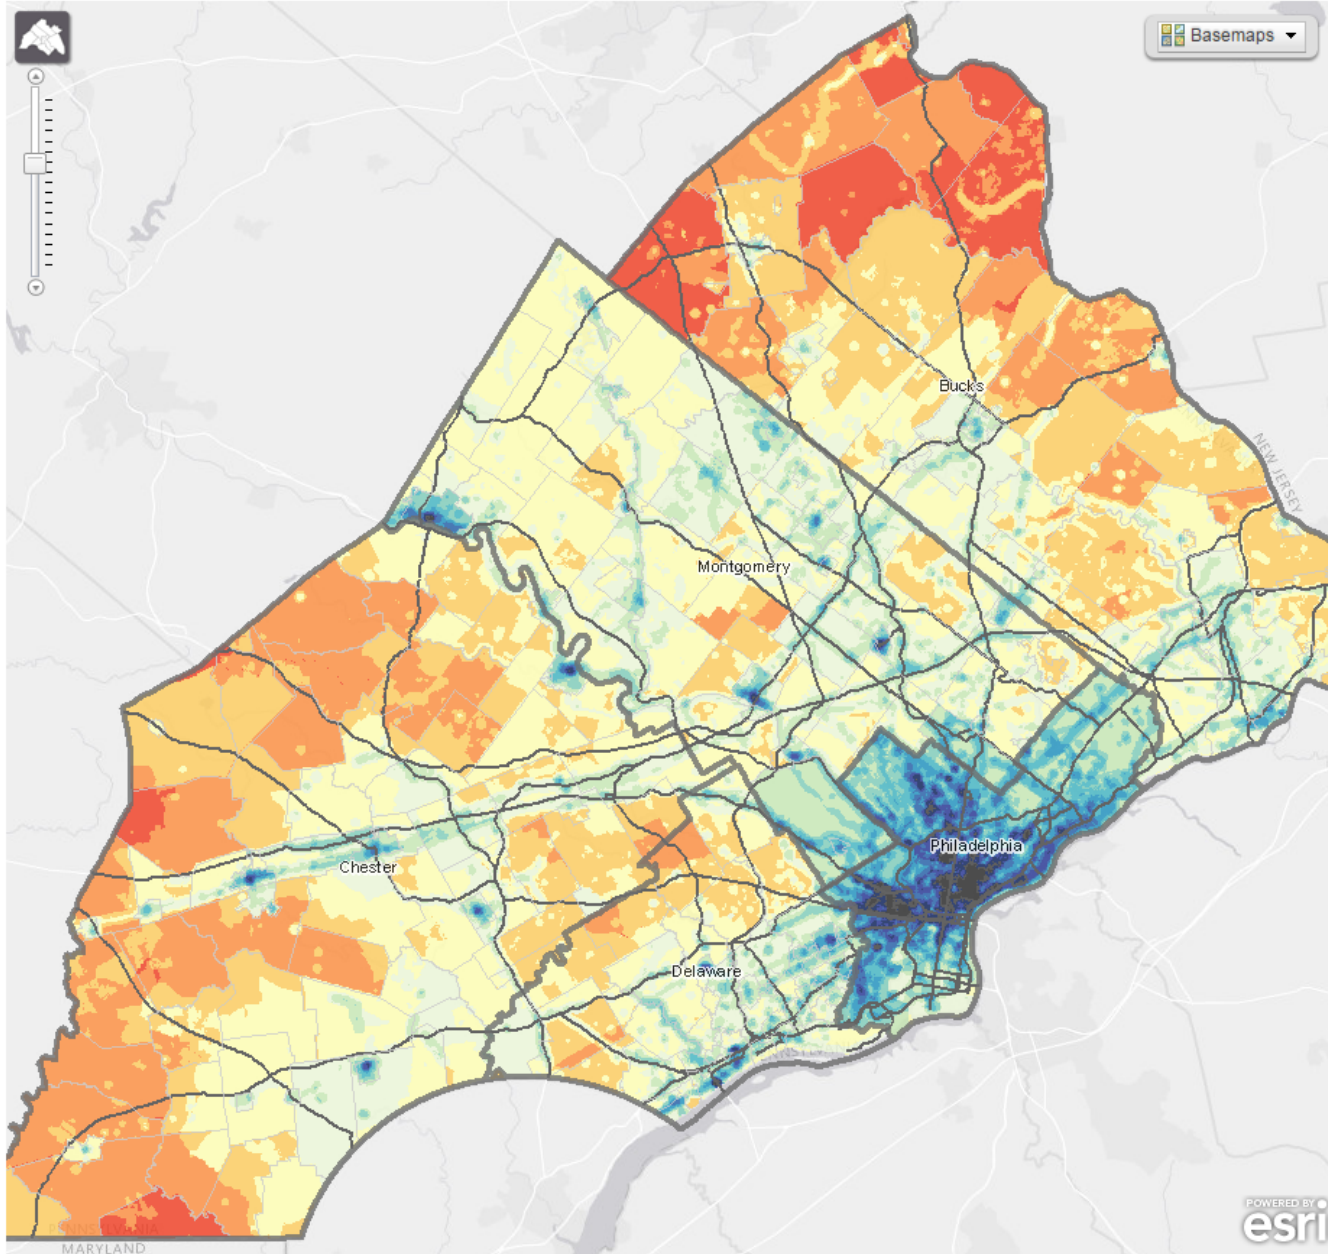 Basemaps
Bucks
NEW JERSEY
Montgomery
Philadelphia
Chester
Delaware
PENNSYLVANIA
MARYLAND
POWERED BY
esri